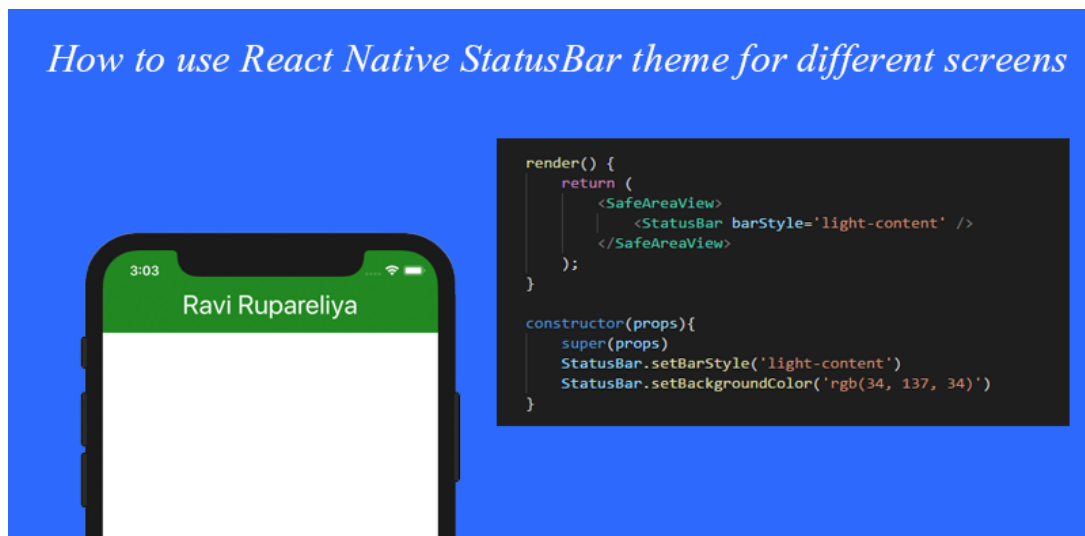 How to use React Native StatusBar theme for different screens
3:03
Ravi Rupareliya
render() {
return (
<SafeAreaView>
<StatusBar barStyle='light-content' />
</SafeAreaView>
);
}
constructor(props){
super(props)
StatusBar.setBarStyle('light-content')
StatusBar.setBackgroundColor('rgb(34, 137, 34)')
}